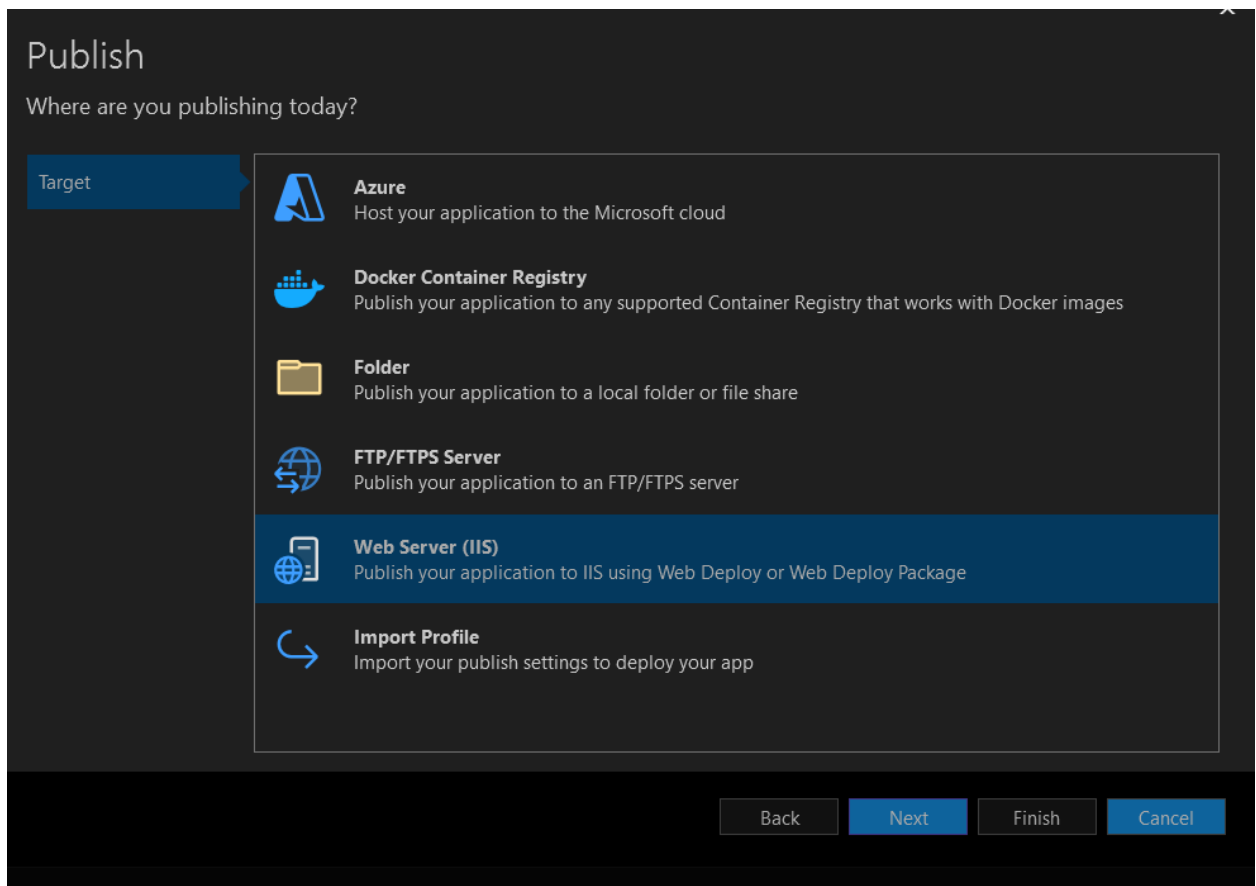 Publish
Where are you publishing today?
Target
Azure
Host your application to the Microsoft cloud
Docker Container Registry
Publish your application to any supported Container Registry that works with Docker images
Folder
Publish your application to a local folder or file share
FTP/FTPS Server
Publish your application to an FTP/FTPS server
Web Server (IIS)
Publish your application to IIS using Web Deploy or Web Deploy Package
Import Profile
Import your publish settings to deploy your app
Back
Next
Finish
Cancel